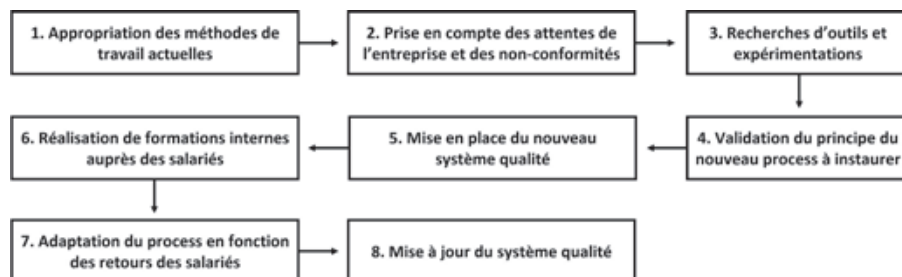 1. Appropriation des méthodes de
travail actuelles
2. Prise en compte des attentes de
l'entreprise et des non-conformités
3. Recherches d'outils et
expérimentations
4. Validation du principe du
nouveau process à instaurer
5. Mise en place du nouveau
système qualité
6. Réalisation de formations internes
auprès des salariés
7. Adaptation du process en fonction
des retours des salariés
8. Mise à jour du système qualité